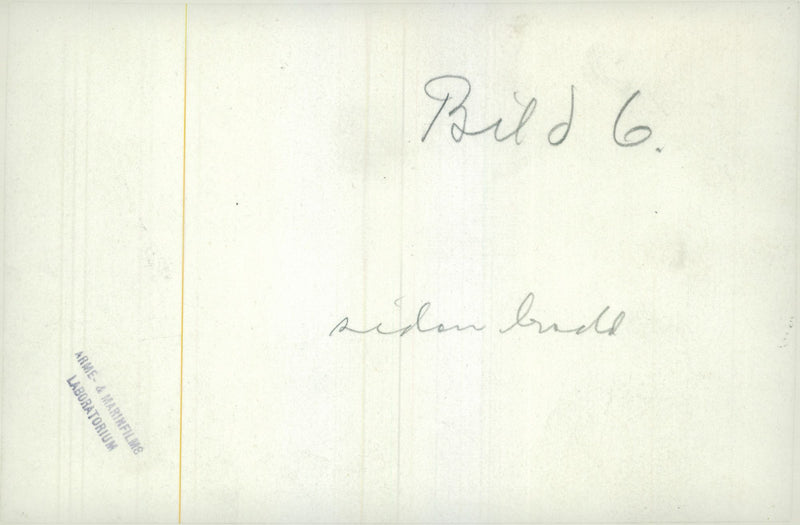 Bild 6.
sidan bredd
ARMÉ- & MARINFILMS
LABORATORIUM